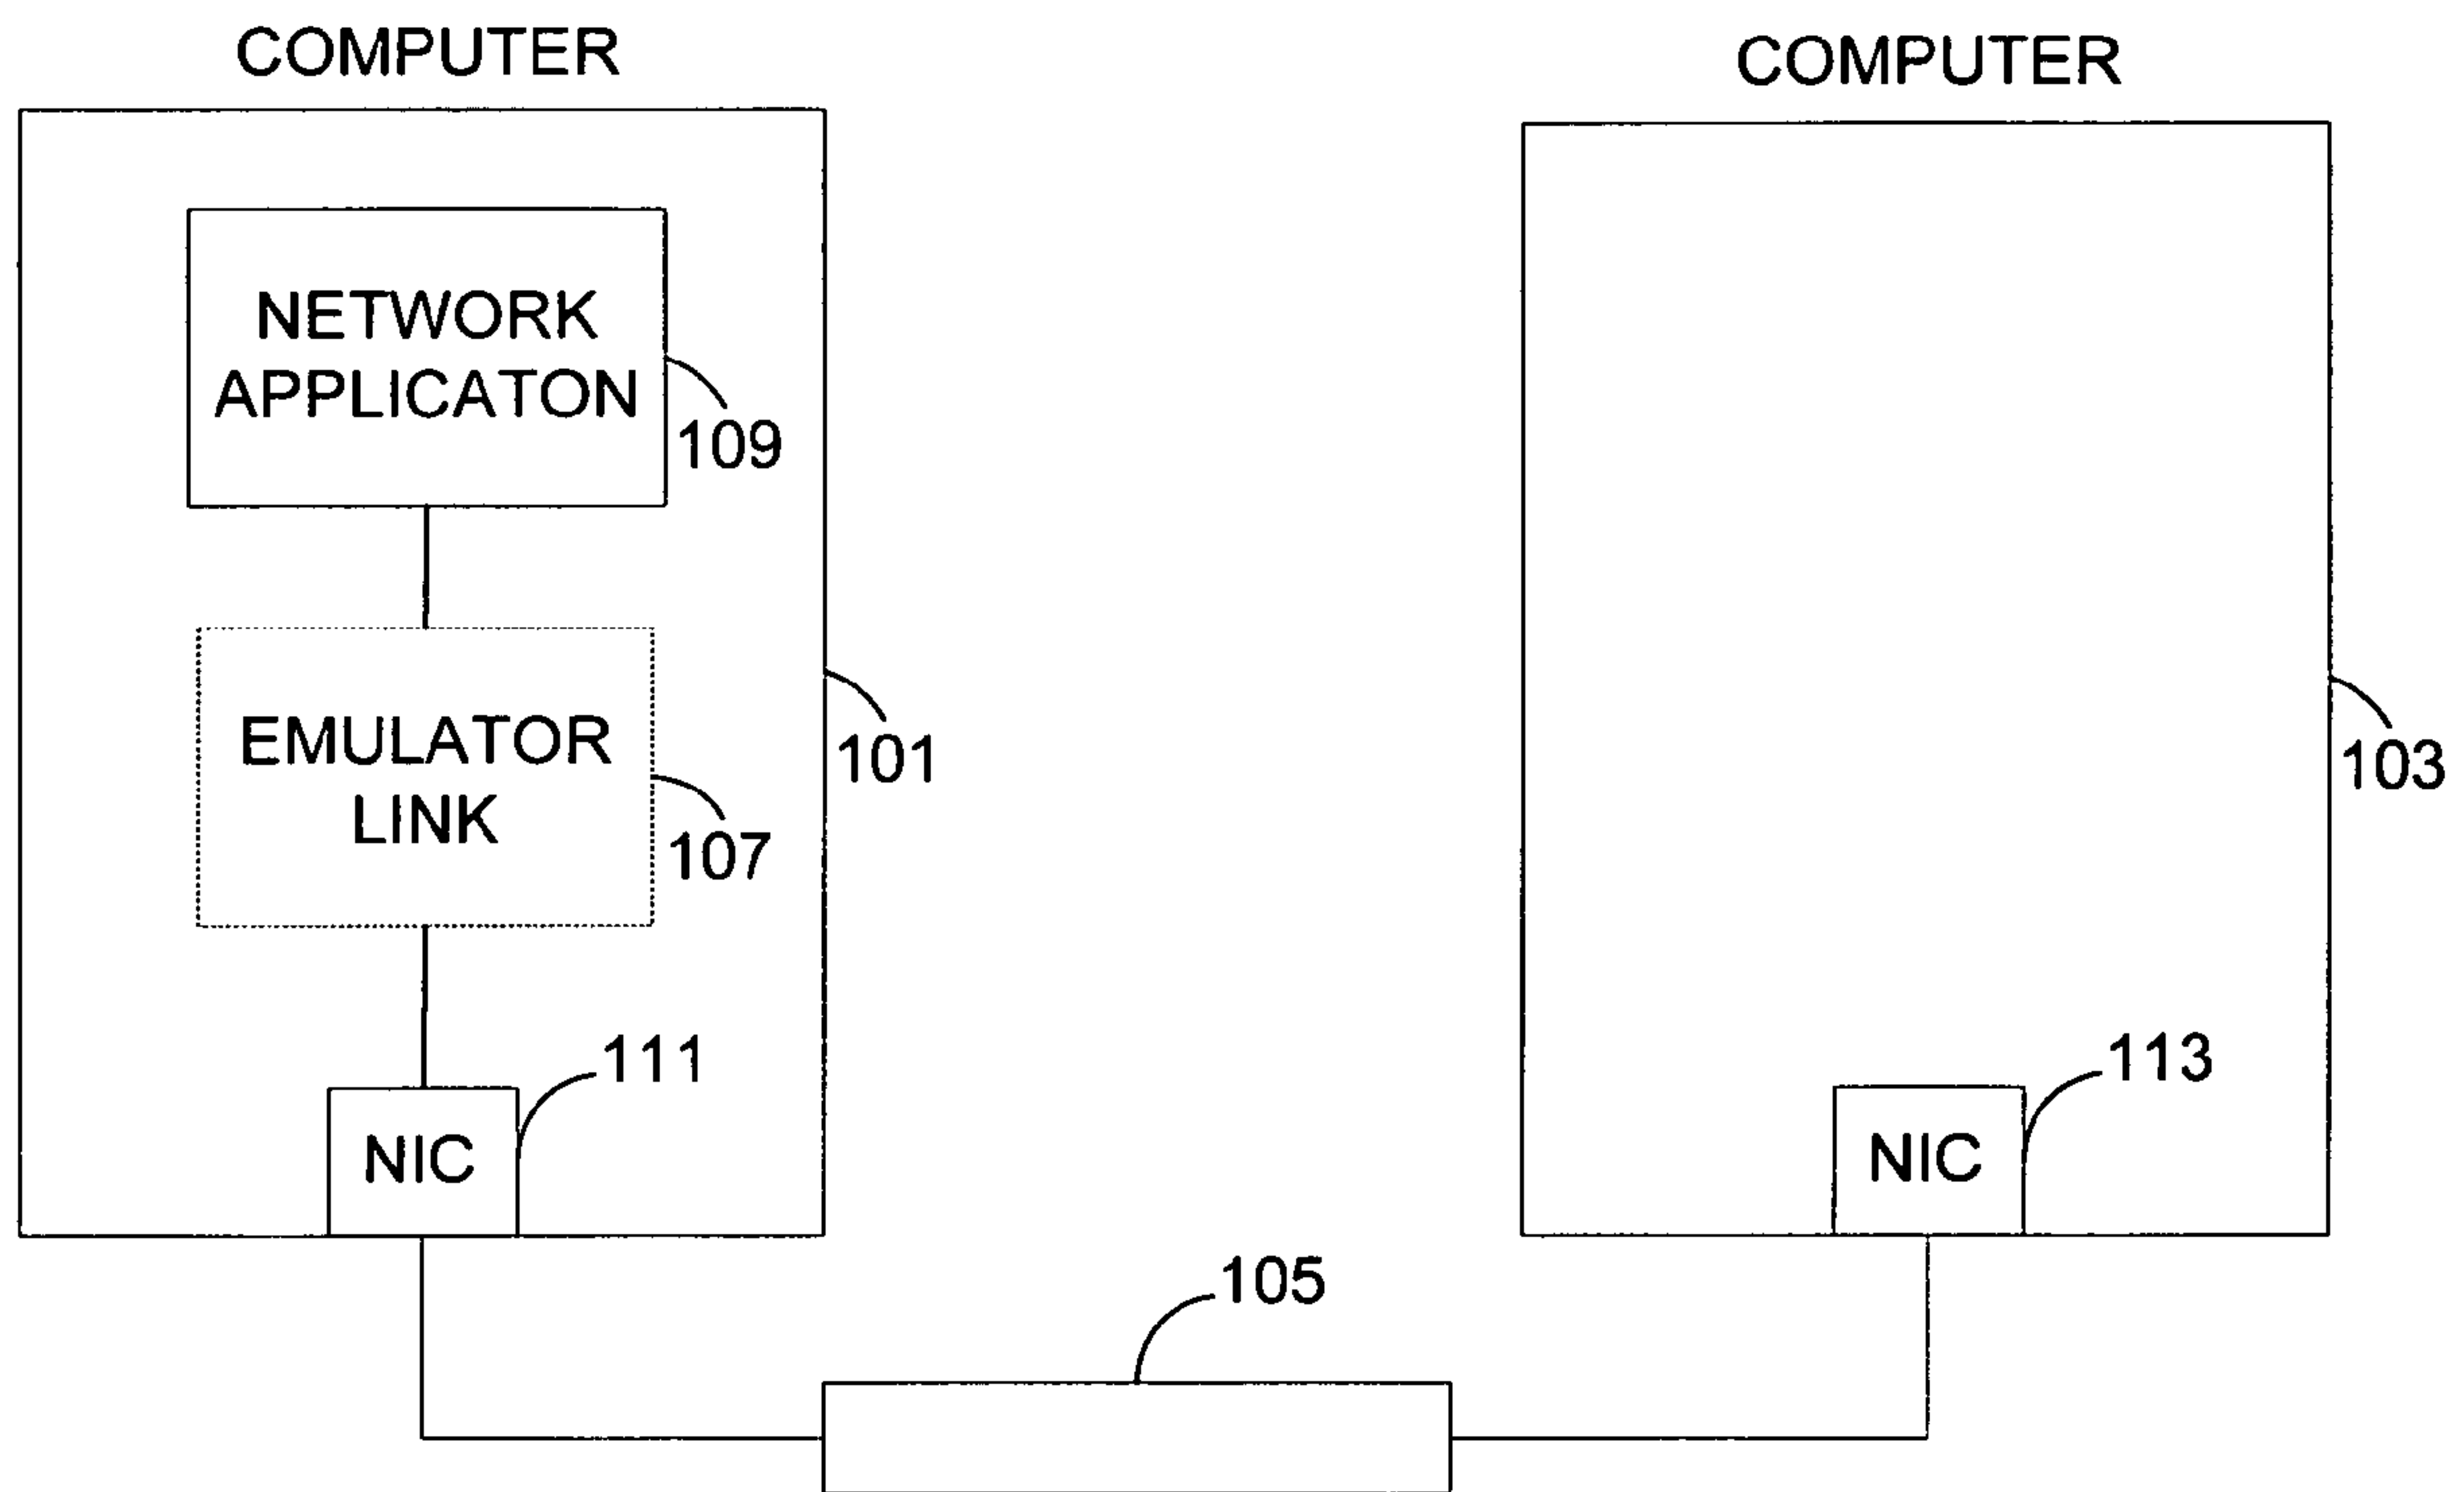 COMPUTER
COMPUTER
NETWORK
APPLICATON
109
EMULATOR
LINK
107
101
103
111
NIC
113
NIC
105